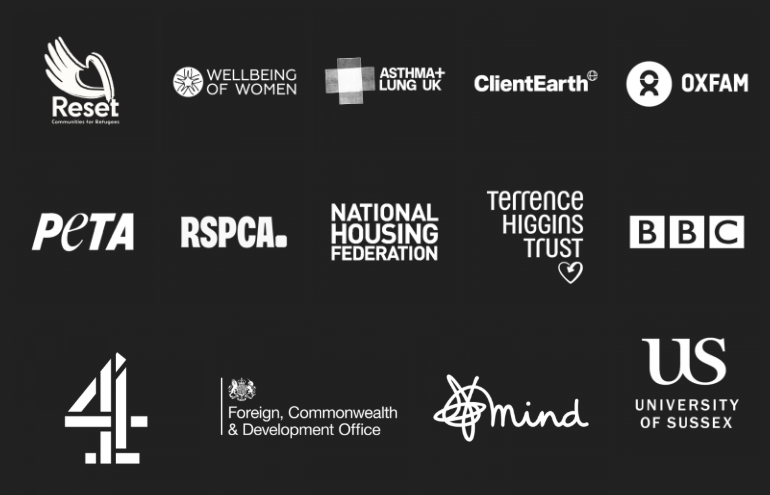 Reset
Communities for Refugees
WELLBEING
OF WOMEN
ASTHMA+
LUNG UK
ClientEarth
OXFAM
PeTA
RSPCA.
NATIONAL
HOUSING
FEDERATION
Terrence
HIGGINS
TRUST
BBC
4
Foreign, Commonwealth
& Development Office
mind
US
UNIVERSITY
OF SUSSEX